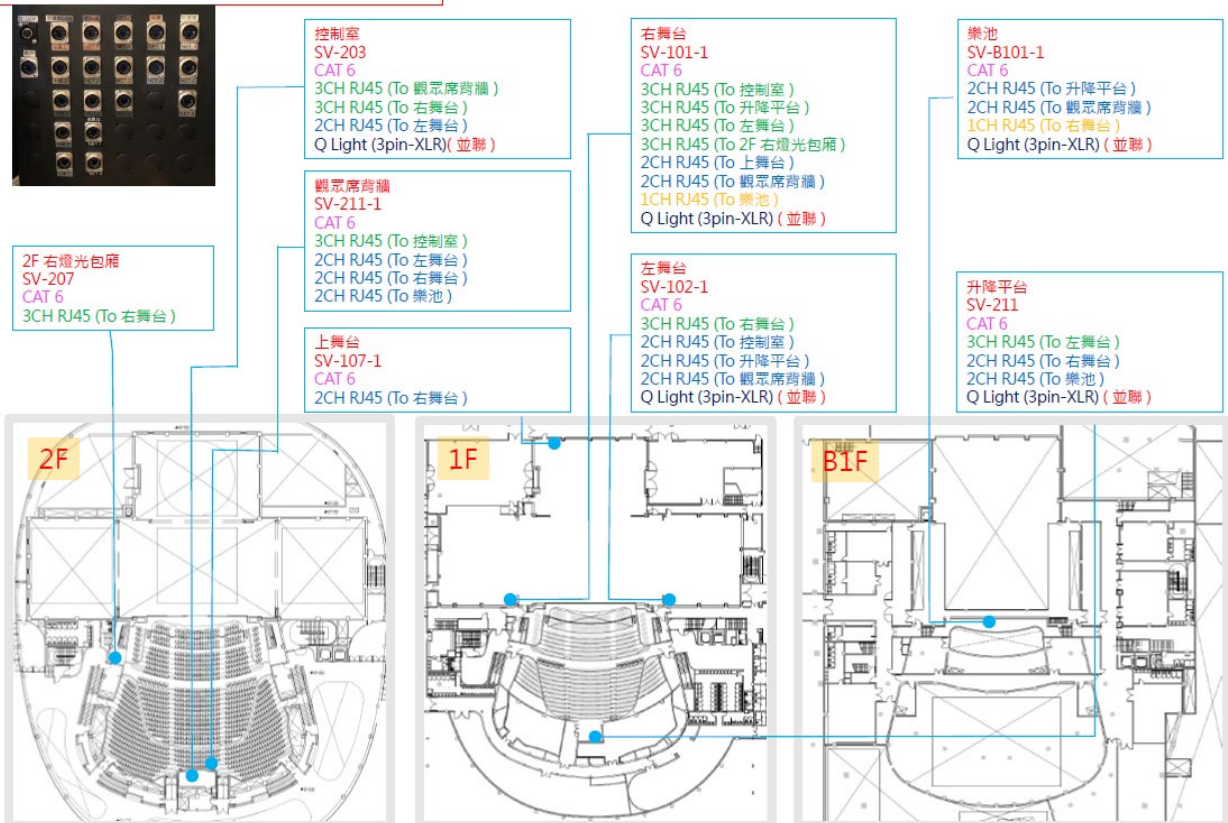 控制室
SV-203
CAT 6
3CH RJ45 (To 觀眾席背牆 )
3CH RJ45 (To 右舞台 )
2CH RJ45 (To 左舞台 )
Q Light (3pin-XLR)( 並聯 )
右舞台
SV-101-1
CAT 6
3CH RJ45 (To 控制室 )
3CH RJ45 (To 升降平台 )
3CH RJ45 (To 左舞台 )
3CH RJ45 (To 2F 右燈光包廂 )
2CH RJ45 (To 上舞台 )
2CH RJ45 (To 觀眾席背牆 )
1CH RJ45 (To 樂池 )
Q Light (3pin-XLR) ( 並聯 )
樂池
SV-B101-1
CAT 6
2CH RJ45 (To 升降平台 )
2CH RJ45 (To 觀眾席背牆 )
1CH RJ45 (To 右舞台 )
Q Light (3pin-XLR) ( 並聯 )
觀眾席背牆
SV-211-1
CAT 6
3CH RJ45 (To 控制室 )
2CH RJ45 (To 左舞台 )
2CH RJ45 (To 右舞台 )
2CH RJ45 (To 樂池 )
2F 右燈光包廂
SV-207
CAT 6
3CH RJ45 (To 右舞台 )
左舞台
SV-102-1
CAT 6
3CH RJ45 (To 右舞台 )
2CH RJ45 (To 控制室 )
2CH RJ45 (To 升降平台 )
2CH RJ45 (To 觀眾席背牆 )
Q Light (3pin-XLR) ( 並聯 )
升降平台
SV-211
CAT 6
3CH RJ45 (To 左舞台 )
2CH RJ45 (To 右舞台 )
2CH RJ45 (To 樂池 )
Q Light (3pin-XLR) ( 並聯 )
上舞台
SV-107-1
CAT 6
2CH RJ45 (To 右舞台 )
2F
1F
B1F